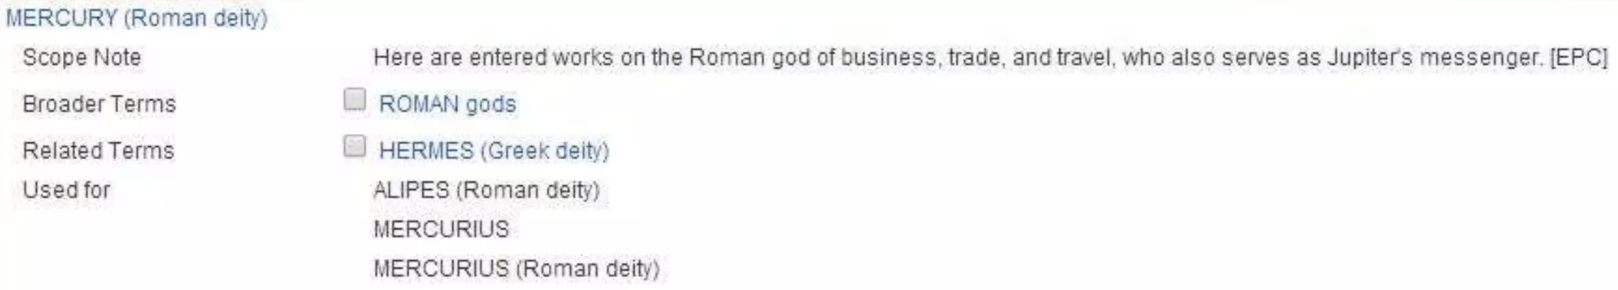 MERCURY (Roman deity)
Scope Note Here are entered works on the Roman god of business, trade, and travel, who also serves as Jupiter's messenger. [EPC]
Broader Terms ROMAN gods
Related Terms HERMES (Greek deity)
Used for ALIPES (Roman deity)
MERCURIUS
MERCURIUS (Roman deity)